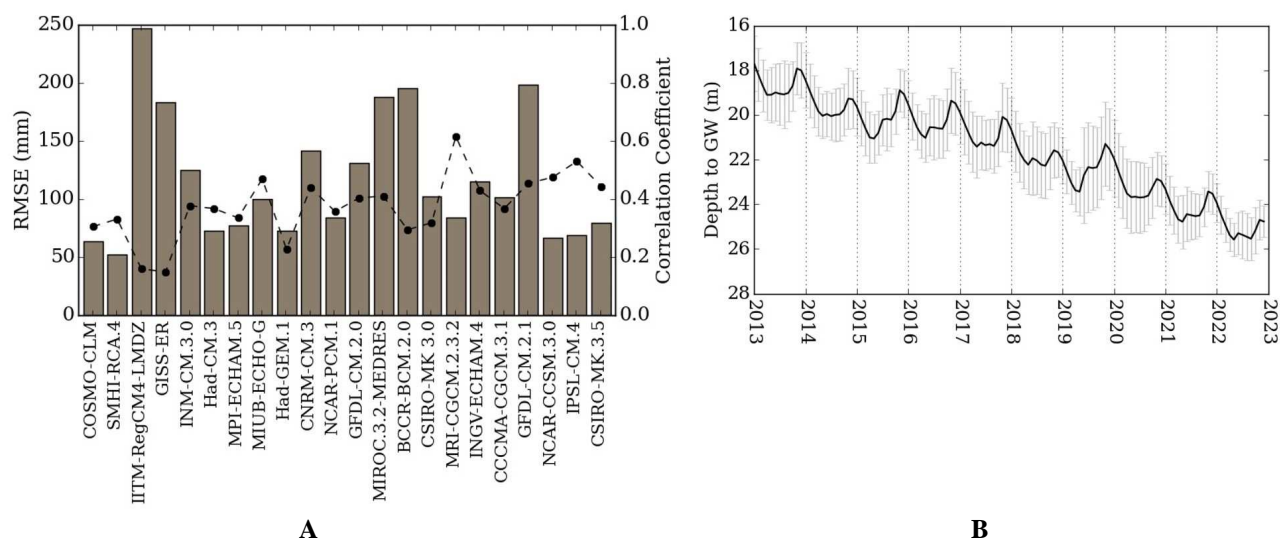 250
200
150
100
50
0
RMSE (mm)
1.0
0.8
0.6
0.4
0.2
0.0
Correlation Coefficient
COSMO-CLM
SMHI-RCA.4
IITM-RegCM4-LMDZ
GISS-ER
INM-CM.3.0
Had-CM.3
MPI-ECHAM.5
MIUB-ECHO-G
Had-GEM.1
CNRM-CM.3
NCAR-PCM.1
GFDL-CM.2.0
MIROC.3.2-MEDRES
BCCR-BCM.2.0
CSIRO-MK 3.0
MRI-CGCM.2.3.2
INGV-ECHAM.4
CCCMA-CGCM.3.1
GFDL-CM.2.1
NCAR-CCSM.3.0
IPSL-CM.4
CSIRO-MK.3.5
A
16
18
20
22
24
26
28
Depth to GW (m)
2013
2014
2015
2016
2017
2018
2019
2020
2021
2022
2023
B